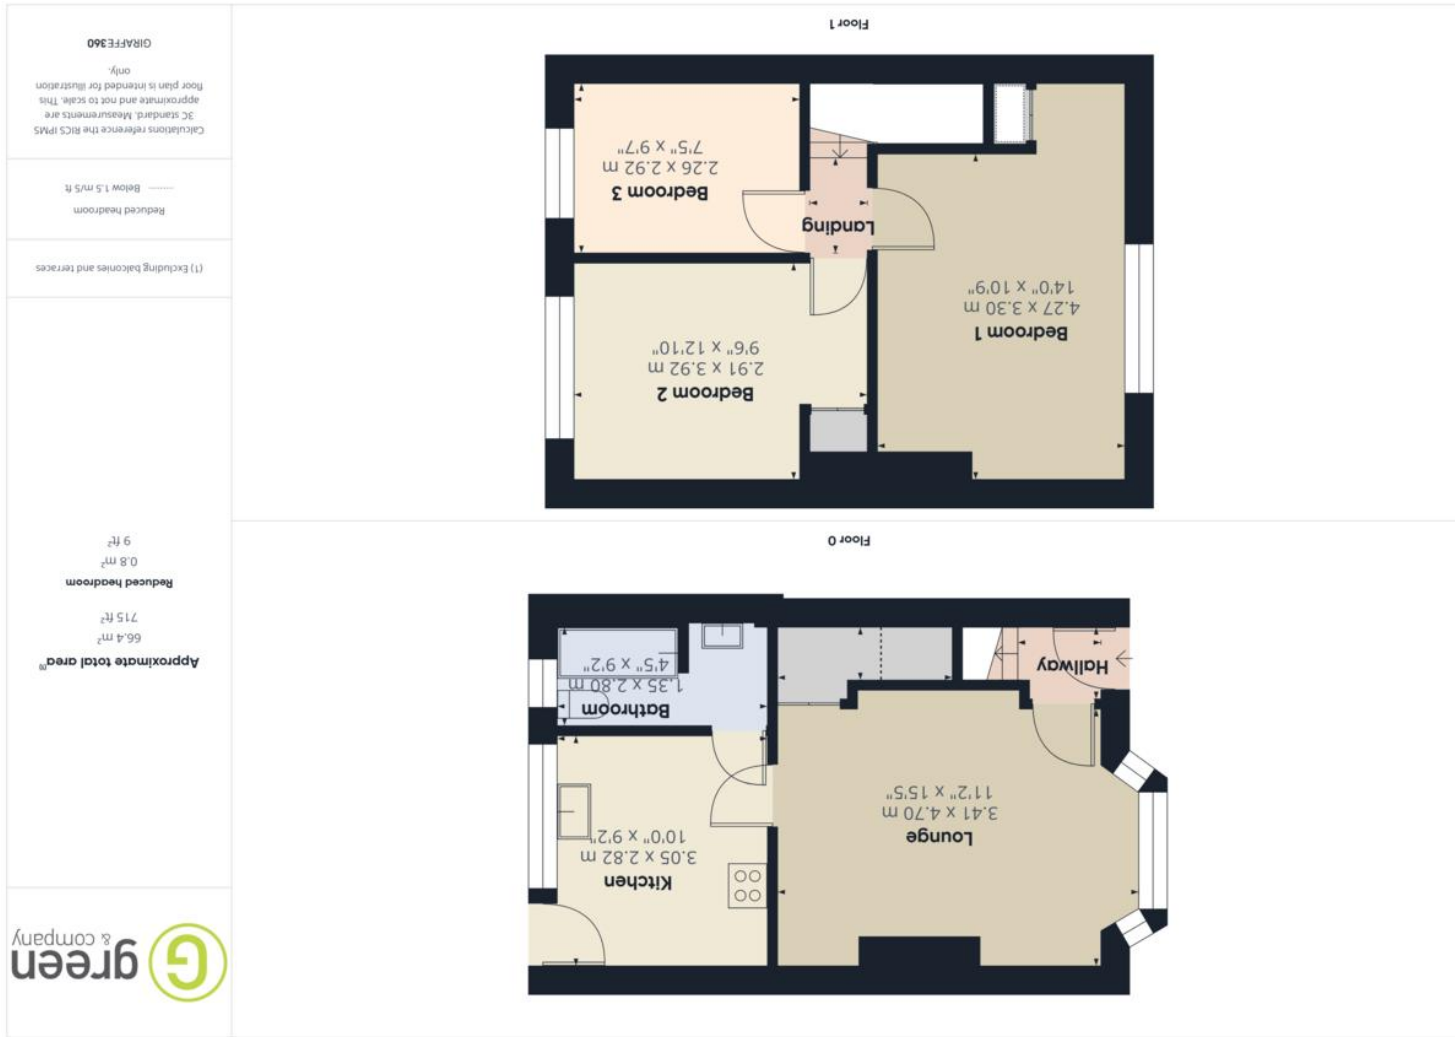 Kitchen
3.05 x 2.82 m
10'0" x 9'2"
Lounge
3.41 x 4.70 m
11'2" x 15'5"
Bathroom
1.35 x 2.80 m
4'5" x 9'2"
Hallway
Floor 0
Bedroom 2
2.91 x 3.92 m
9'6" x 12'10"
Bedroom 1
4.27 x 3.30 m
14'0" x 10'9"
Landing
Bedroom 3
2.26 x 2.92 m
7'5" x 9'7"
Floor 1
G green
& company
Approximate total area⁽¹⁾
66.4 m²
715 ft²
Reduced headroom
0.8 m²
9 ft²
(1) Excluding balconies and terraces
Reduced headroom
Below 1.5 m/5 ft
Calculations reference the RICS IPMS
3C standard. Measurements are
approximate and not to scale. This
floor plan is intended for illustration
only.
GIRAFFE360